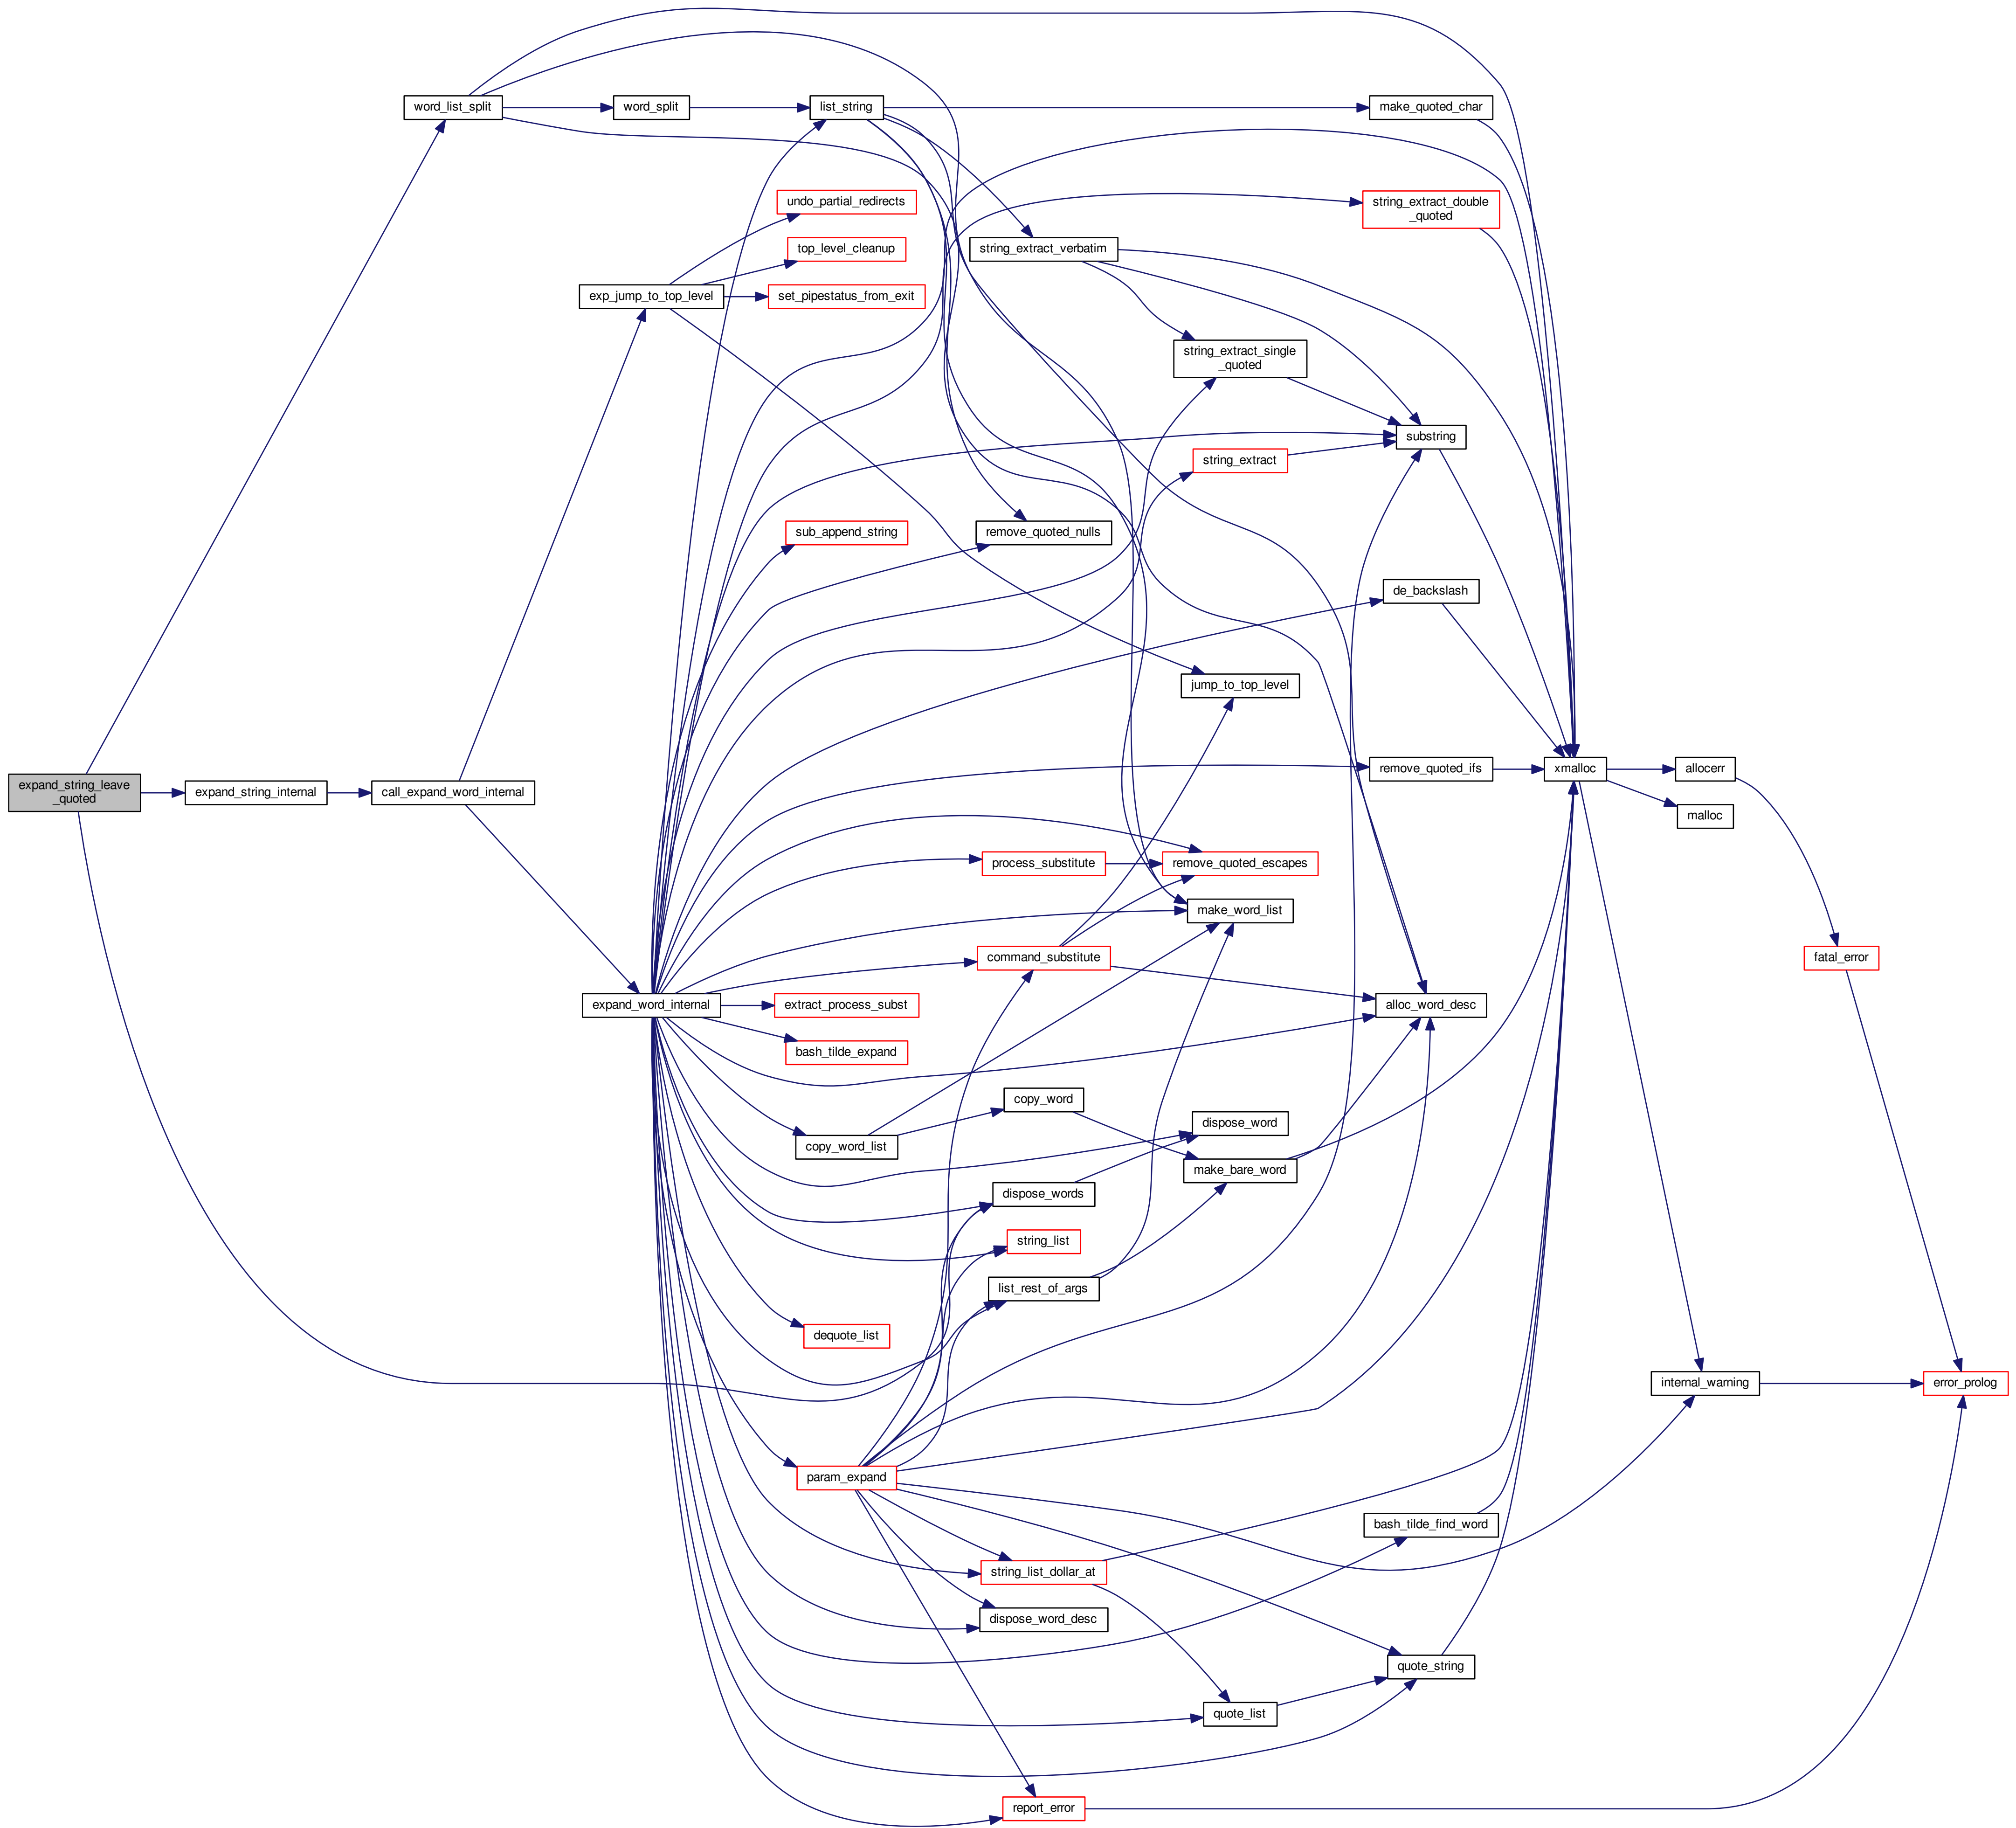 word_list_split
word_split
list_string
make_quoted_char
undo_partial_redirects
string_extract_double
_quoted
top_level_cleanup
string_extract_verbatim
exp_jump_to_top_level
set_pipestatus_from_exit
string_extract_single
_quoted
substring
string_extract
sub_append_string
remove_quoted_nulls
de_backslash
jump_to_top_level
remove_quoted_ifs
xmalloc
allocerr
expand_string_leave
_quoted
expand_string_internal
call_expand_word_internal
malloc
process_substitute
remove_quoted_escapes
make_word_list
command_substitute
fatal_error
expand_word_internal
extract_process_subst
alloc_word_desc
bash_tilde_expand
copy_word
dispose_word
copy_word_list
make_bare_word
dispose_words
string_list
list_rest_of_args
dequote_list
internal_warning
error_prolog
param_expand
bash_tilde_find_word
string_list_dollar_at
dispose_word_desc
quote_string
quote_list
report_error